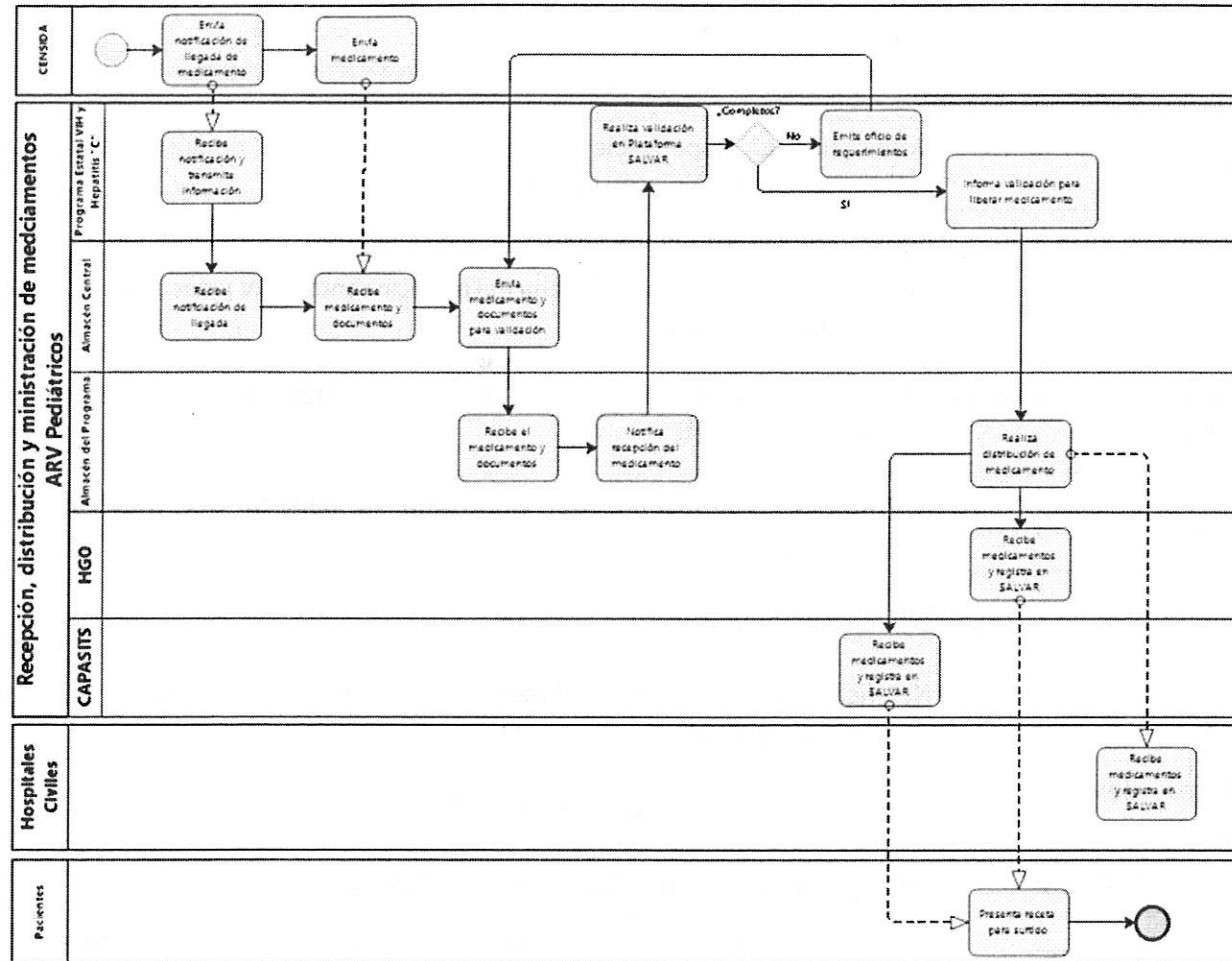 CENSIDA
Envía
notificación de
llegada de
medicamento
Envía
medicamento
Recepción, distribución y ministración de medciamentos
ARV Pediátricos
Programa Estatal VIH y
Hepatitis "C"
Recibe
notificación y
transmite
información
Realiza validación
en Plataforma
SALVAR
¿Completos?
No
Emite oficio de
requerimientos
SI
Informa validación para
liberar medicamento
Almacén Central
Recibe
notificiación de
llegada
Recibe
medicamento y
documentos
Envía
medicamento y
documentos
para validación
Almacén del Programa
Recibe el
medicamento y
documentos
Notifica
recepción del
medicamento
Realiza
distribución de
medicamento
HGO
Recibe
medicamentos
y registra en
SALVAR
CAPASITS
Recibe
medicamentos
y registra en
SALVAR
Hospitales
Civiles
Recibe
medicamentos
y registra en
SALVAR
Pacientes
Presenta receta
para surtido